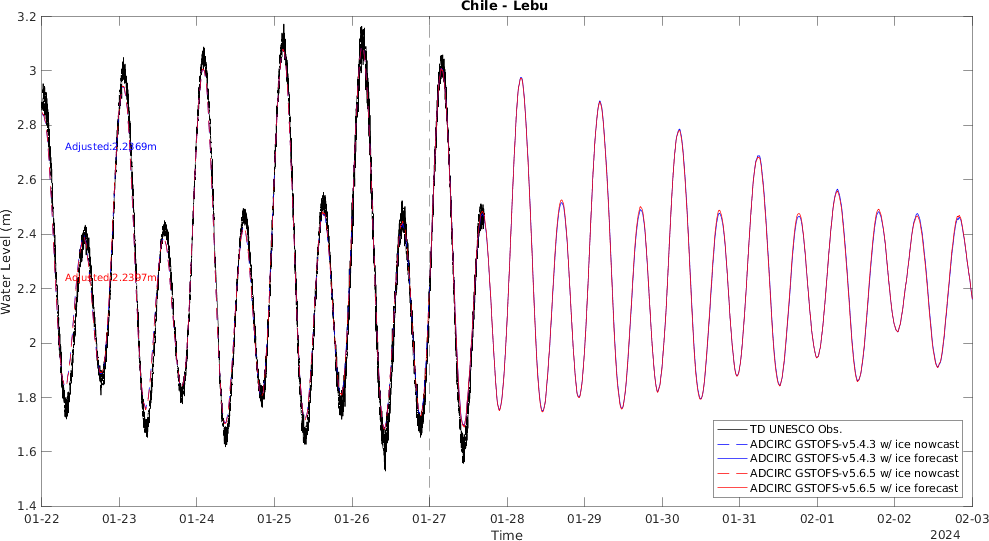 Chile - Lebu
3.2
3
2.8
2.6
2.4
2.2
2
1.8
1.6
1.4
Water Level (m)
Adjusted:2.2369m
Adjusted:2.2397m
TD UNESCO Obs.
ADCIRC GSTOFS-v5.4.3 w/ ice nowcast
ADCIRC GSTOFS-v5.4.3 w/ ice forecast
ADCIRC GSTOFS-v5.6.5 w/ ice nowcast
ADCIRC GSTOFS-v5.6.5 w/ ice forecast
01-22 01-23 01-24 01-25 01-26 01-27 01-28 01-29 01-30 01-31 02-01 02-02 02-03
Time
2024